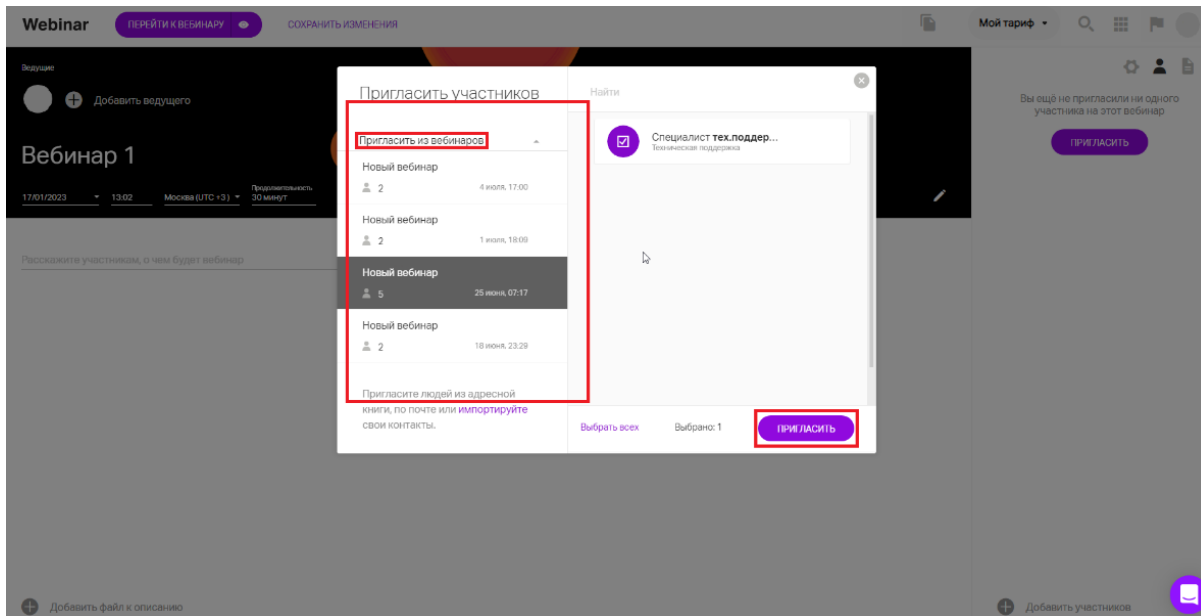 Webinar
ПЕРЕЙТИ К ВЕБИНАРУ
СОХРАНИТЬ ИЗМЕНЕНИЯ
Мой тариф
Ведущие
Добавить ведущего
Вебинар 1
17/01/2023
13:02
Москва (UTC +3)
Продолжительность
30 минут
Расскажите участникам, о чем будет вебинар
Добавить файл к описанию
Пригласить участников
Пригласить из вебинаров
Новый вебинар
2
4 июля, 17:00
Новый вебинар
2
1 июля, 18:09
Новый вебинар
5
25 июня, 07:17
Новый вебинар
2
18 июня, 23:29
Пригласите людей из адресной
книги, по почте или импортируйте
свои контакты.
Найти
Специалист тех.поддер...
Техническая поддержка
Выбрать всех
Выбрано: 1
ПРИГЛАСИТЬ
Вы ещё не пригласили ни одного
участника на этот вебинар
ПРИГЛАСИТЬ
Добавить участников